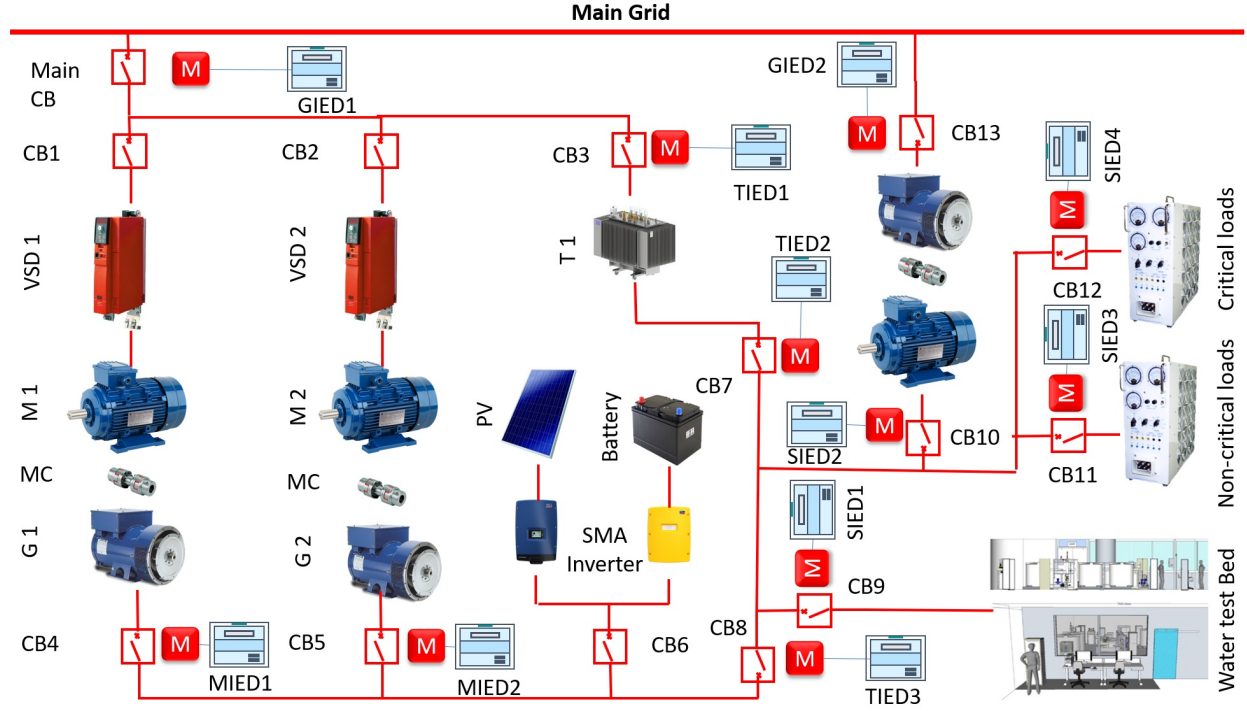 Main Grid
Main
CB
M
GIED1
GIED2
M
CB13
SIED4
M
CB1
CB2
CB3
M
TIED1
VSD 1
VSD 2
T 1
TIED2
M
CB12
Critical loads
SIED3
M
M 1
M 2
PV
Battery
CB7
SIED2
M
CB10
CB11
Non-critical loads
MC
MC
SIED1
M
G 1
G 2
SMA
Inverter
CB9
Water test Bed
CB4
M
MIED1
CB5
M
MIED2
CB6
CB8
M
TIED3